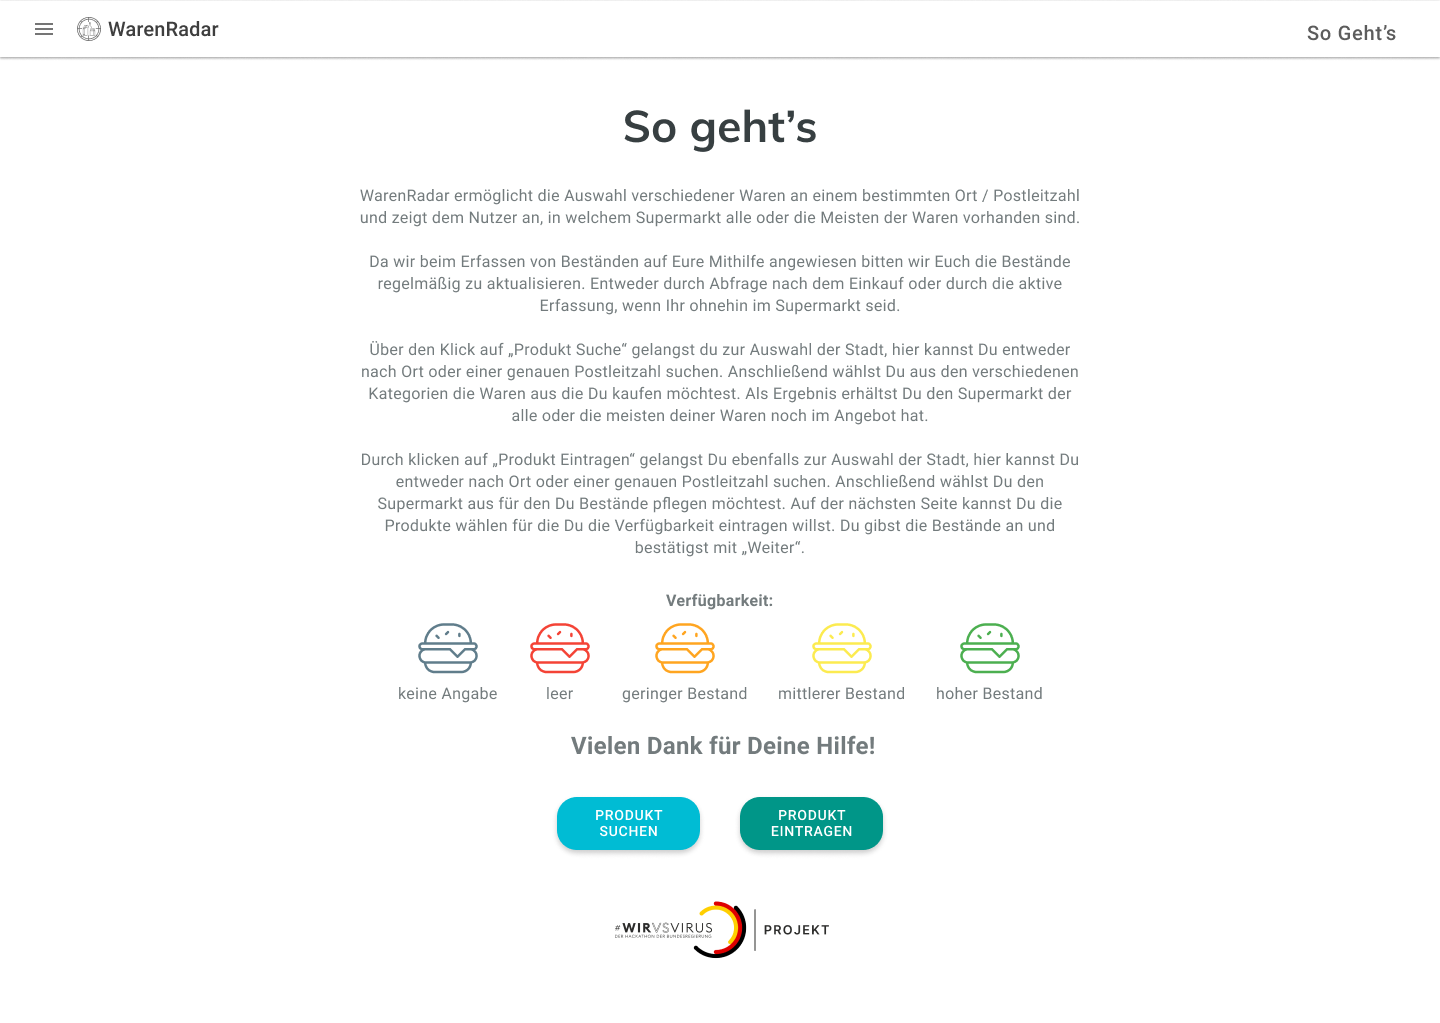 WarenRadar
So Geht’s
So geht’s
WarenRadar ermöglicht die Auswahl verschiedener Waren an einem bestimmten Ort / Postleitzahl
und zeigt dem Nutzer an, in welchem Supermarkt alle oder die Meisten der Waren vorhanden sind.
Da wir beim Erfassen von Beständen auf Eure Mithilfe angewiesen bitten wir Euch die Bestände
regelmäßig zu aktualisieren. Entweder durch Abfrage nach dem Einkauf oder durch die aktive
Erfassung, wenn Ihr ohnehin im Supermarkt seid.
Über den Klick auf „Produkt Suche“ gelangst du zur Auswahl der Stadt, hier kannst Du entweder
nach Ort oder einer genauen Postleitzahl suchen. Anschließend wählst Du aus den verschiedenen
Kategorien die Waren aus die Du kaufen möchtest. Als Ergebnis erhältst Du den Supermarkt der
alle oder die meisten deiner Waren noch im Angebot hat.
Durch klicken auf „Produkt Eintragen“ gelangst Du ebenfalls zur Auswahl der Stadt, hier kannst Du
entweder nach Ort oder einer genauen Postleitzahl suchen. Anschließend wählst Du den
Supermarkt aus für den Du Bestände pflegen möchtest. Auf der nächsten Seite kannst Du die
Produkte wählen für die Du die Verfügbarkeit eintragen willst. Du gibst die Bestände an und
bestätigst mit „Weiter“.
Verfügbarkeit:
keine Angabe leer geringer Bestand mittlerer Bestand hoher Bestand
Vielen Dank für Deine Hilfe!
PRODUKT
SUCHEN
PRODUKT
EINTRAGEN
#WIRVSVIRUS
DER HACKATHON DER BUNDESREGIERUNG
PROJEKT